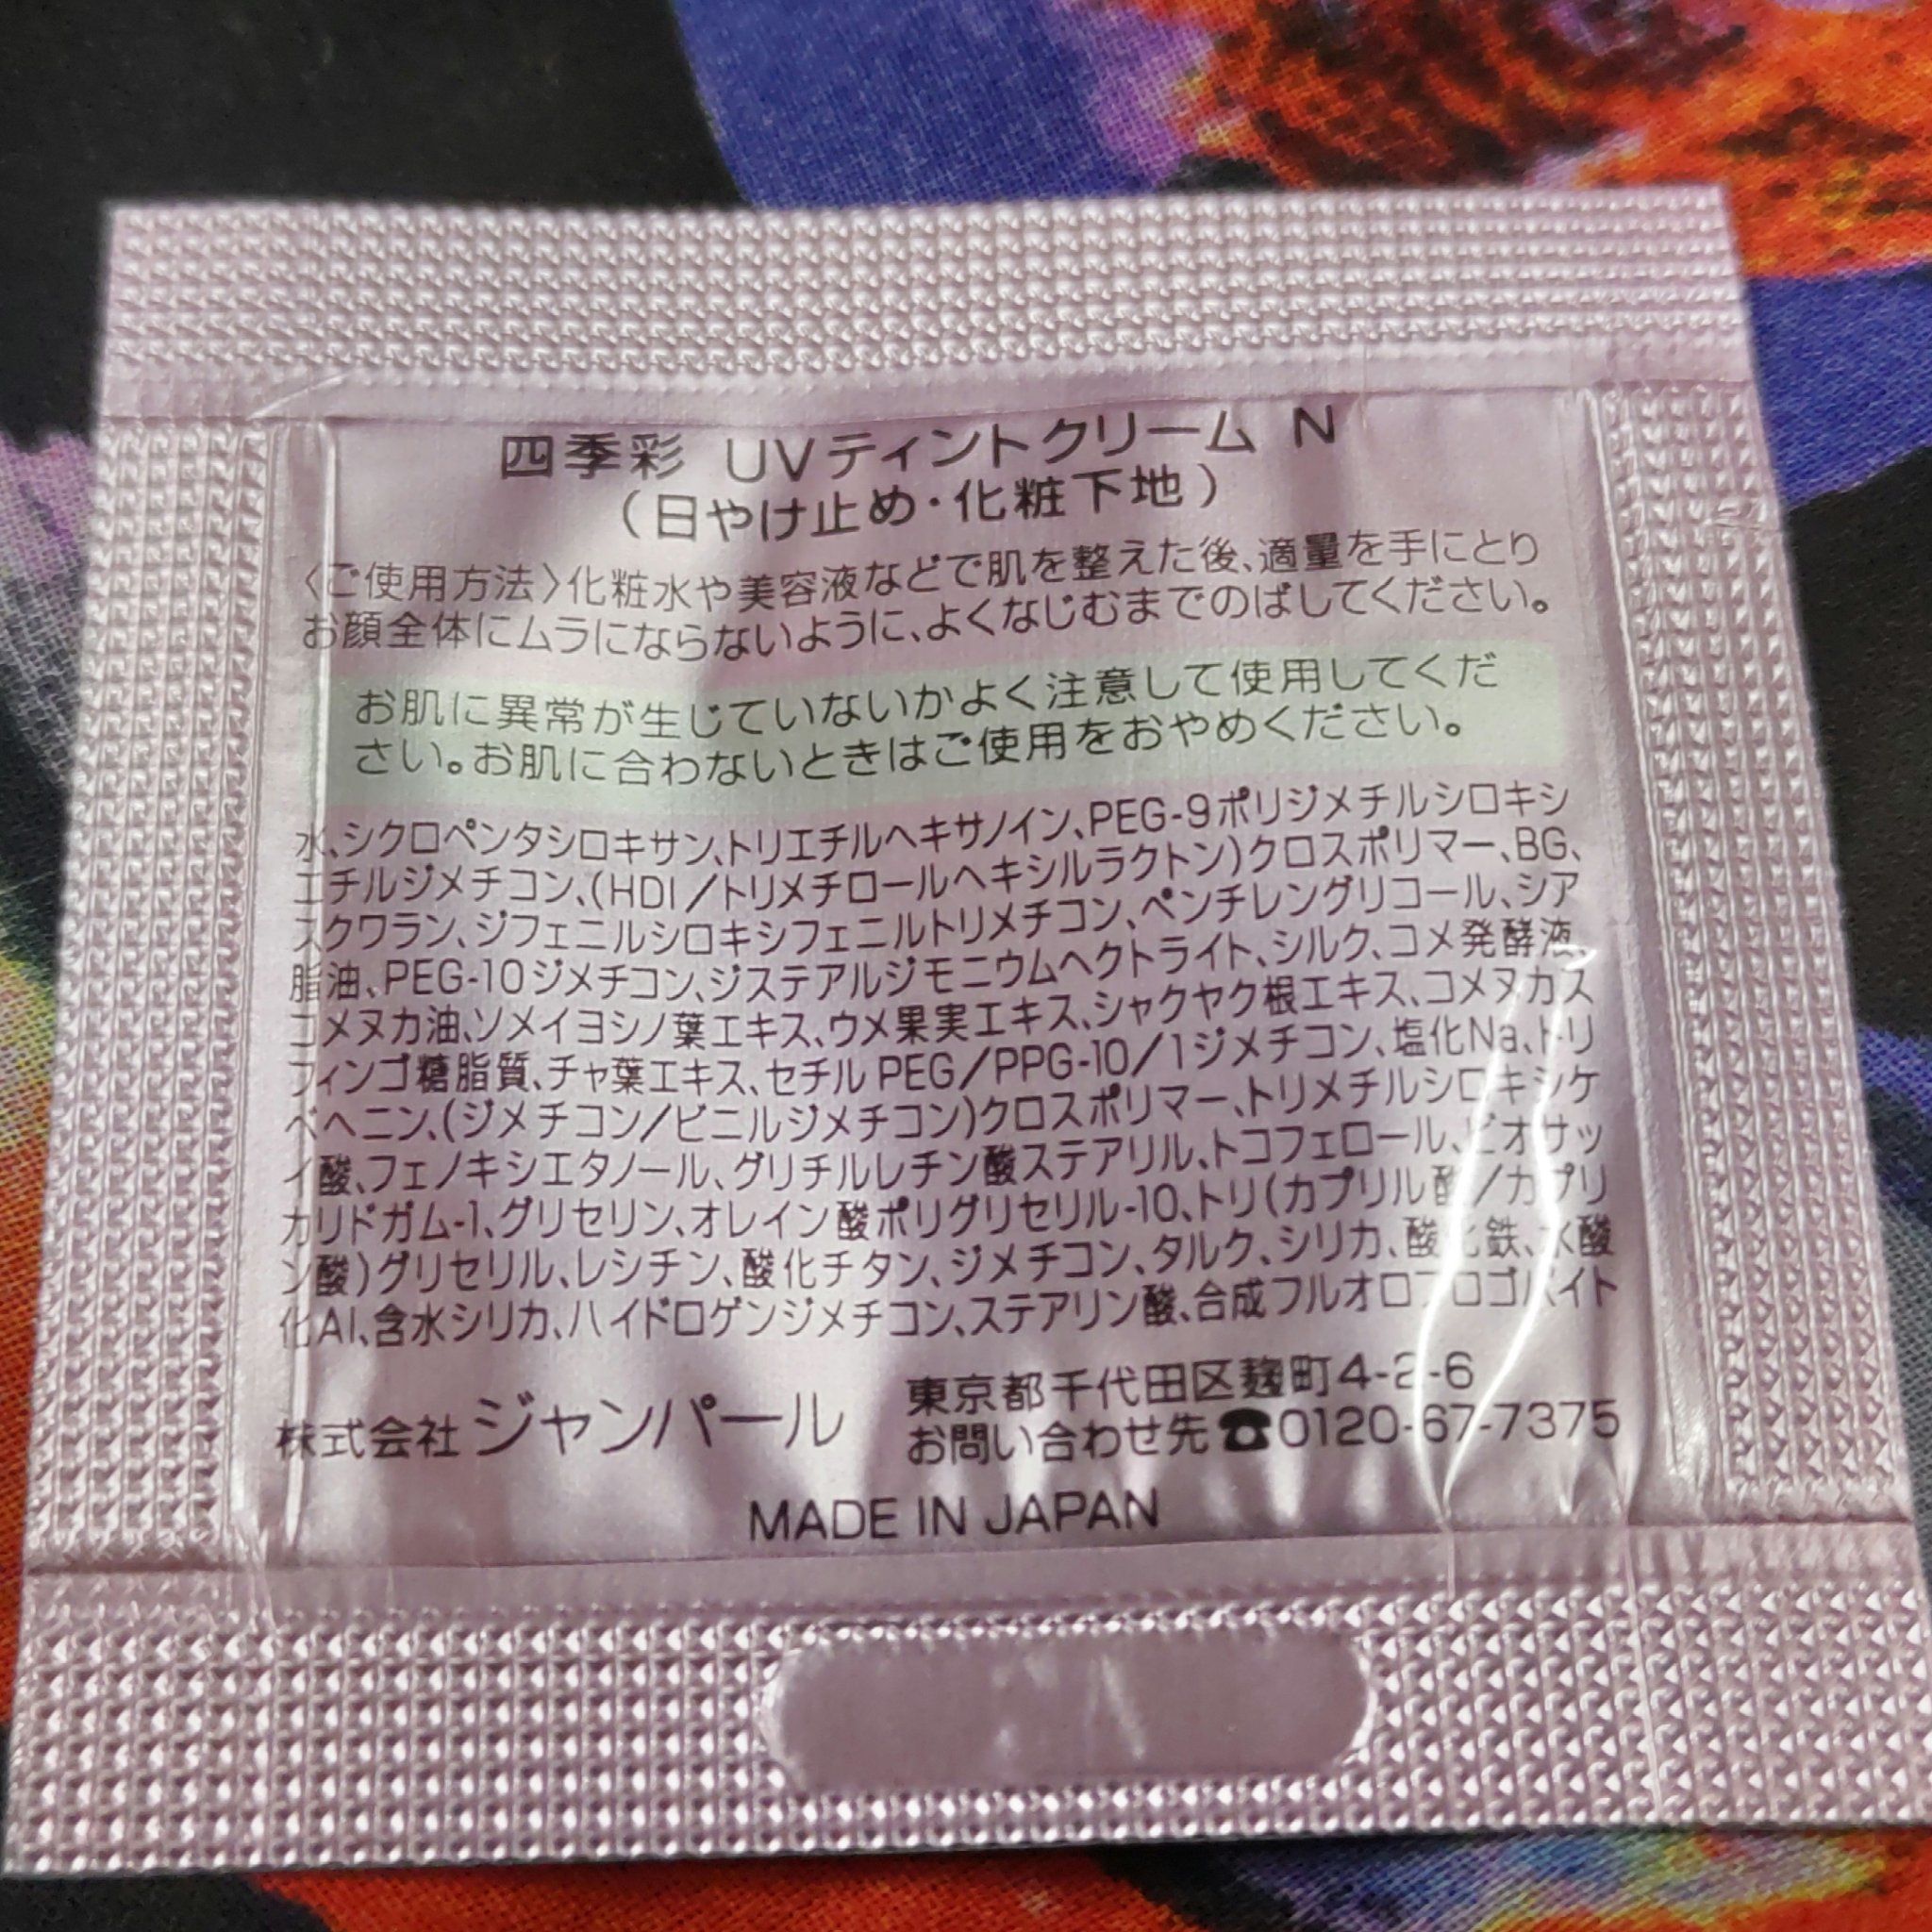 四季彩 UVティントクリーム N
(日やけ止め・化粧下地)
〈ご使用方法〉化粧水や美容液などで肌を整えた後、適量を手にとり
お顔全体にムラにならないように、よくなじむまでのばしてください。
お肌に異常が生じていないかよく注意して使用してくだ
さい。お肌に合わないときはご使用をおやめください。
水、シクロペンタシロキサン、トリエチルヘキサノイン、PEG-9ポリジメチルシロキシ
エチルジメチコン、(HDI/トリメチロールヘキシルラクトン)クロスポリマー、BG、
スクワラン、ジフェニルシロキシフェニルトリメチコン、ペンチレングリコール、シア
脂油、PEG-10ジメチコン、ジステアルジモニウムヘクトライト、シルク、コメ発酵液、
コメヌカ油、ソメイヨシノ葉エキス、ウメ果実エキス、シャクヤク根エキス、コメヌカス
フィンゴ糖脂質、チャ葉エキス、セチルPEG/PPG-10/1ジメチコン、塩化Na、トリ
ベヘニン、(ジメチコン/ビニルジメチコン)クロスポリマー、トリメチルシロキシケ
イ酸、フェノキシエタノール、グリチルレチン酸ステアリル、トコフェロール、ビオサッ
カリドガム-1、グリセリン、オレイン酸ポリグリセリル-10、トリ(カプリル酸/カプリ
ン酸)グリセリル、レシチン、酸化チタン、ジメチコン、タルク、シリカ、酸化鉄、水酸
化Al、含水シリカ、ハイドロゲンジメチコン、ステアリン酸、合成フルオロフロゴパイト
株式会社 ジャンパール
東京都千代田区麹町4-2-6
お問い合わせ先☎0120-67-7375
MADE IN JAPAN